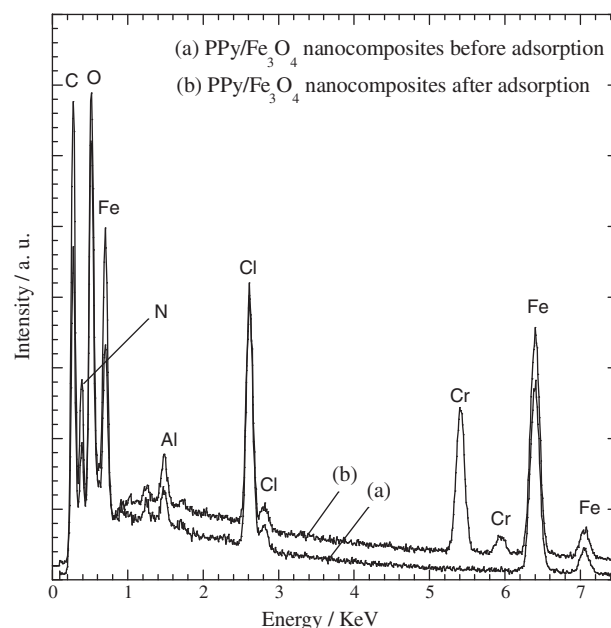 (a) PPy/Fe3O4 nanocomposites before adsorption
(b) PPy/Fe3O4 nanocomposites after adsorption
C O
Fe
N
Al
Cl
Cl
(b)
(a)
Cr
Cr
Fe
Fe
Intensity / a. u.
0 1 2 3 4 5 6 7
Energy / KeV